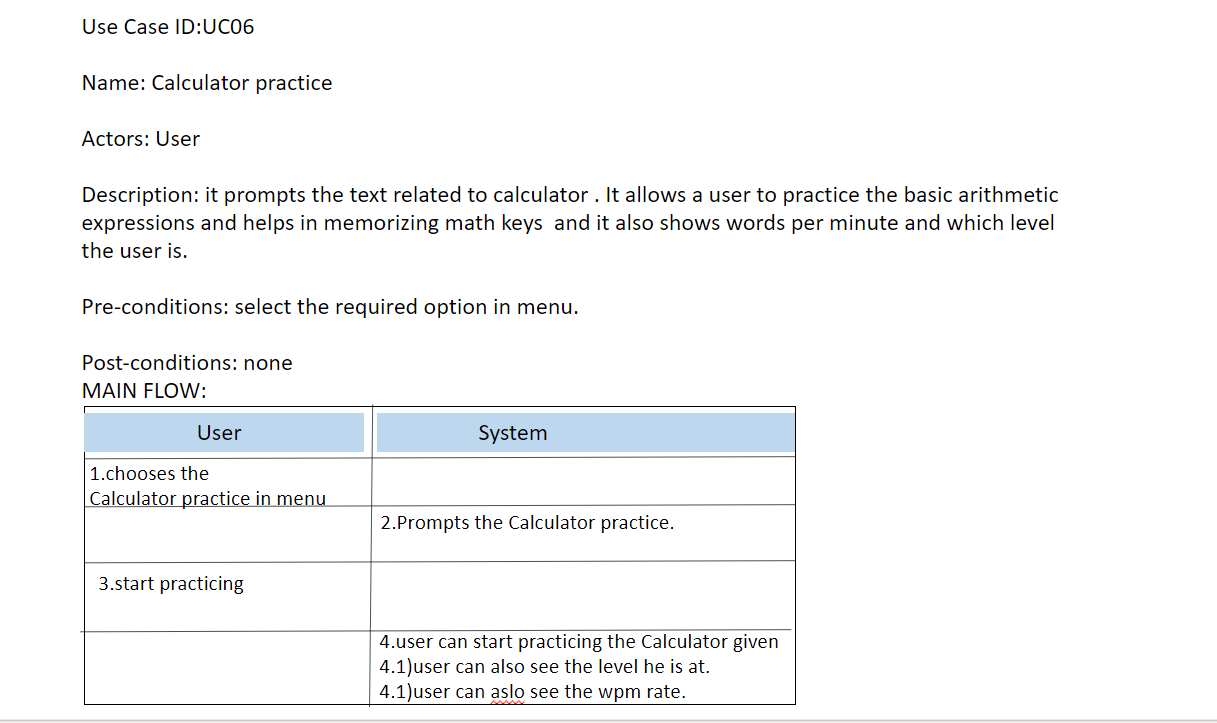 Use Case ID:UC06
Name: Calculator practice
Actors: User
Description: it prompts the text related to calculator . It allows a user to practice the basic arithmetic
expressions and helps in memorizing math keys  and it also shows words per minute and which level
the user is.
Pre-conditions: select the required option in menu.
Post-conditions: none
MAIN FLOW:
User
System
1.chooses the
Calculator practice in menu
2.Prompts the Calculator practice.
3.start practicing
4.user can start practicing the Calculator given
4.1)user can also see the level he is at.
4.1)user can aslo see the wpm rate.